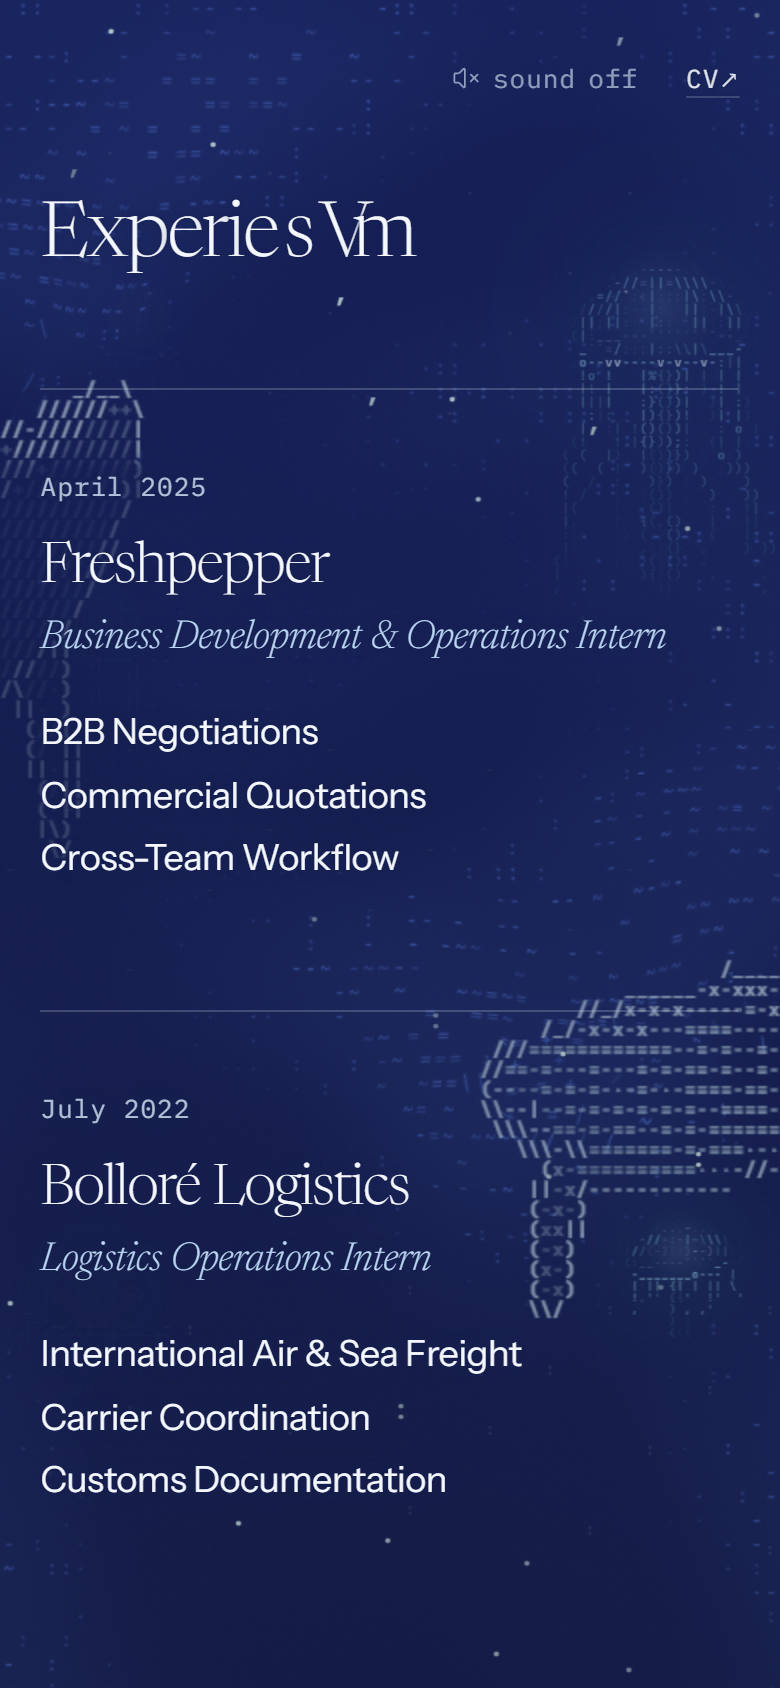 sound off CV↗
Experie s Vm
April 2025
Freshpepper
Business Development & Operations Intern
B2B Negotiations
Commercial Quotations
Cross-Team Workflow
July 2022
Bolloré Logistics
Logistics Operations Intern
International Air & Sea Freight
Carrier Coordination
Customs Documentation